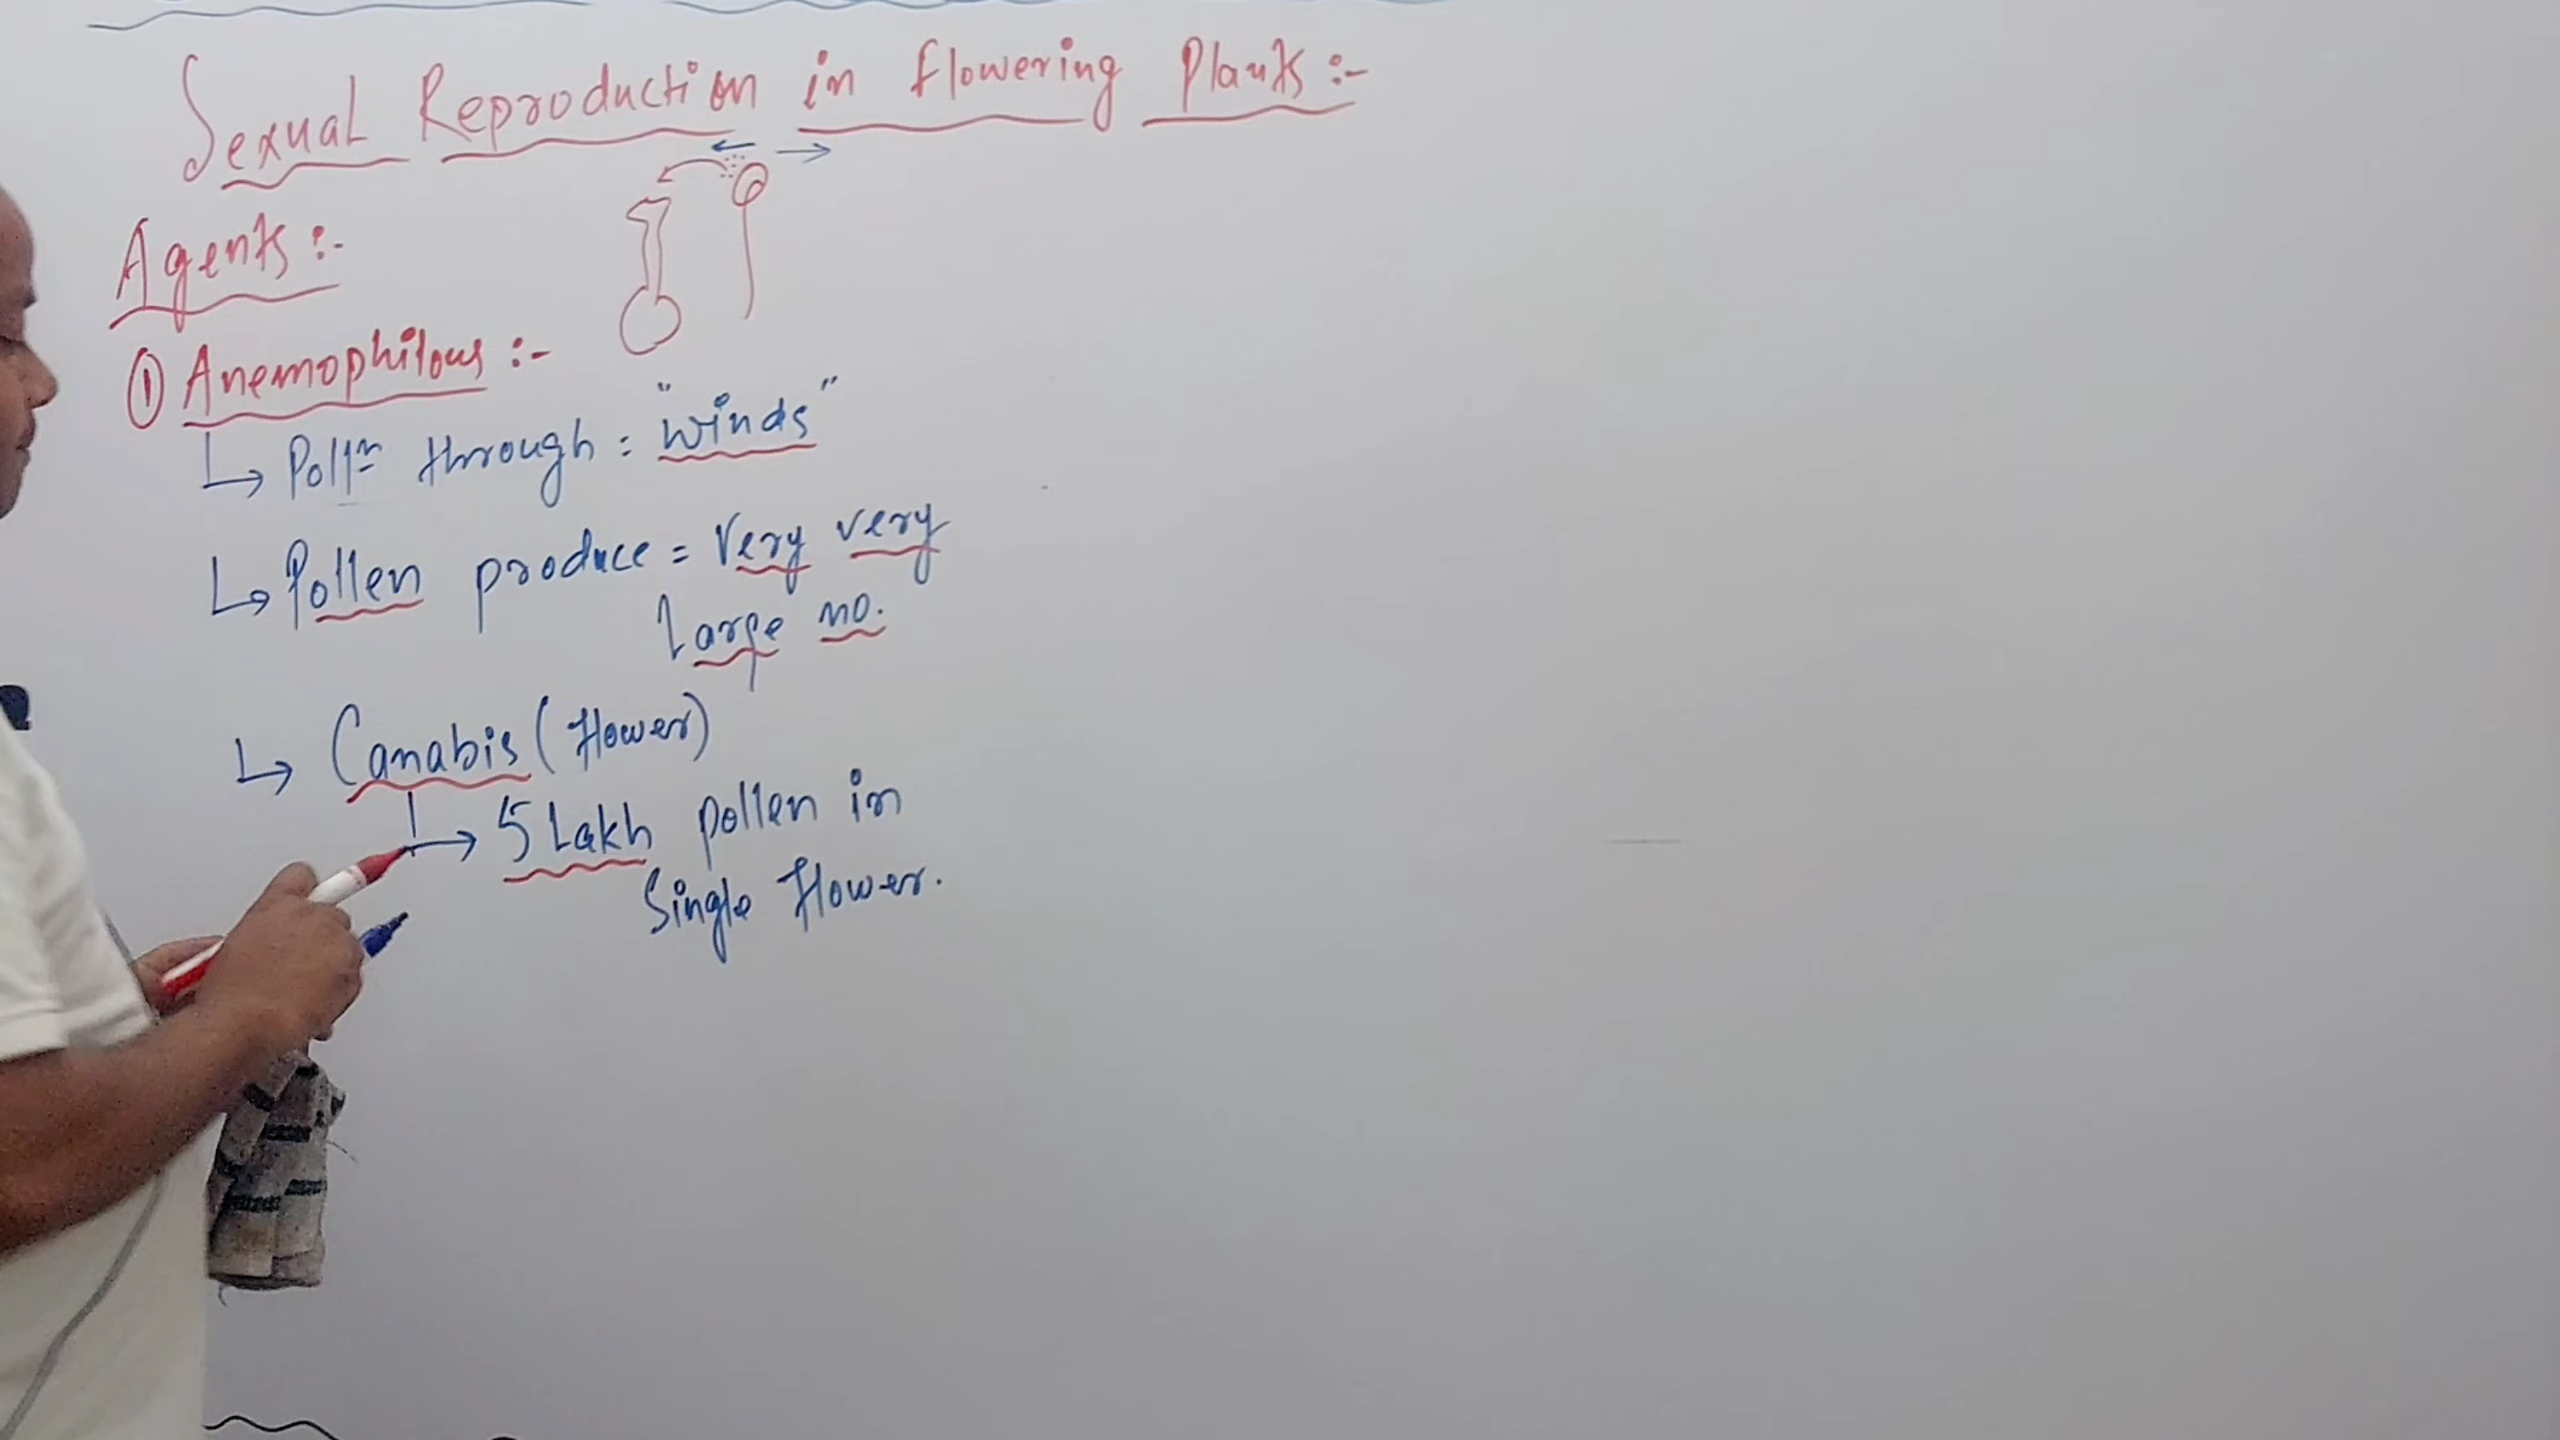 Sexual Reproduction in flowering Plants :-
Agents :-
① Anemophilous :-
↳ Pollⁿ through : "winds"
↳ Pollen produce = Very very
Large no.
↳ Canabis (flower)
↳ 5 Lakh pollen in
Single flower.